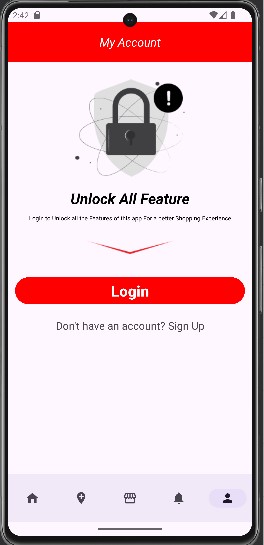 2:42
My Account
!
Unlock All Feature
Login to Unlock all the Features of this app For a better Shopping Experience
Login
Don't have an account? Sign Up